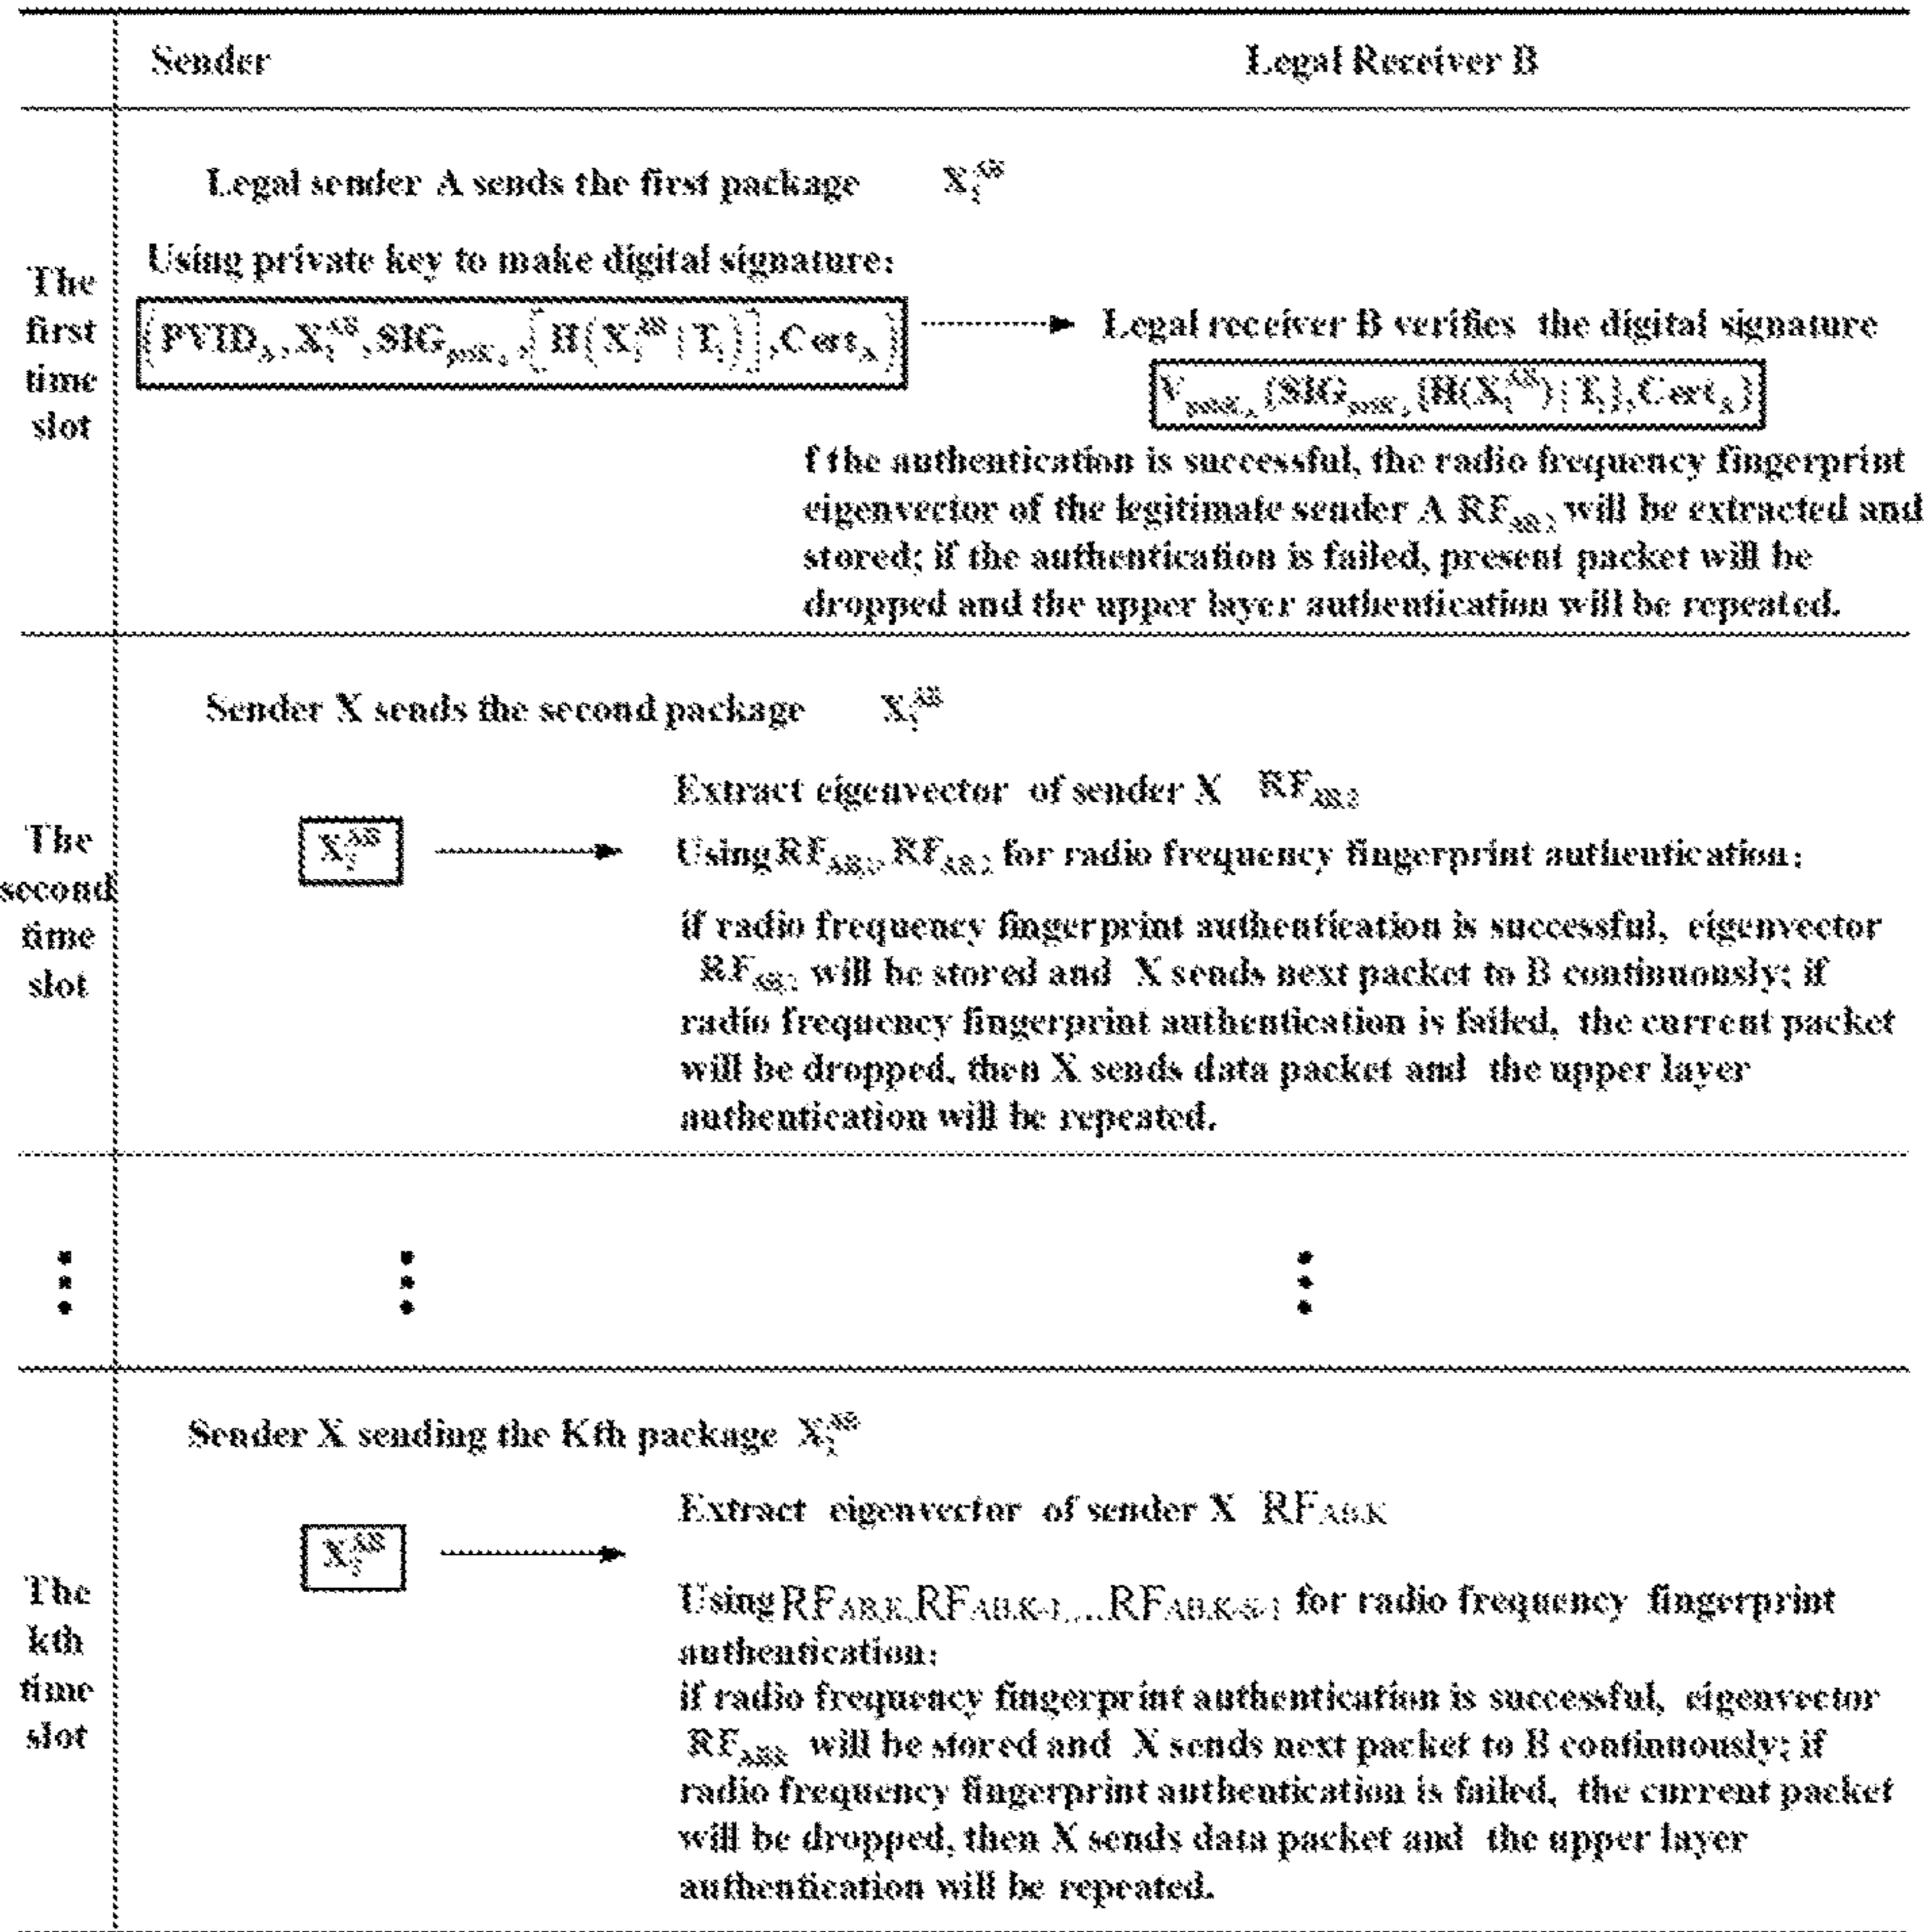 Sender
Legal Receiver B
Legal sender A sends the first package
Using private key to make digital signature:
The
first
time
slot
Legal receiver B verifies the digital signature
f the authentication is successful, the radio frequency fingerprint
eigenvector of the legitimate sender A will be extracted and
stored; if the authentication is failed, present packet will be
dropped and the upper layer authentication will be repeated.
Sender X sends the second package
The
second
time
slot
Extract eigenvector of sender X
Using for radio frequency fingerprint authentication;
if radio frequency fingerprint authentication is successful, eigenvector
will be stored and X sends next packet to B continuously; if
radio frequency fingerprint authentication is failed, the current packet
will be dropped, then X sends data packet and the upper layer
authentication will be repeated.
Sender X sending the Kth package
The
kth
time
slot
Extract eigenvector of sender X RF_AB,K
Using for radio frequency fingerprint
authentication;
if radio frequency fingerprint authentication is successful, eigenvector
will be stored and X sends next packet to B continuously; if
radio frequency fingerprint authentication is failed, the current packet
will be dropped, then X sends data packet and the upper layer
authentication will be repeated.